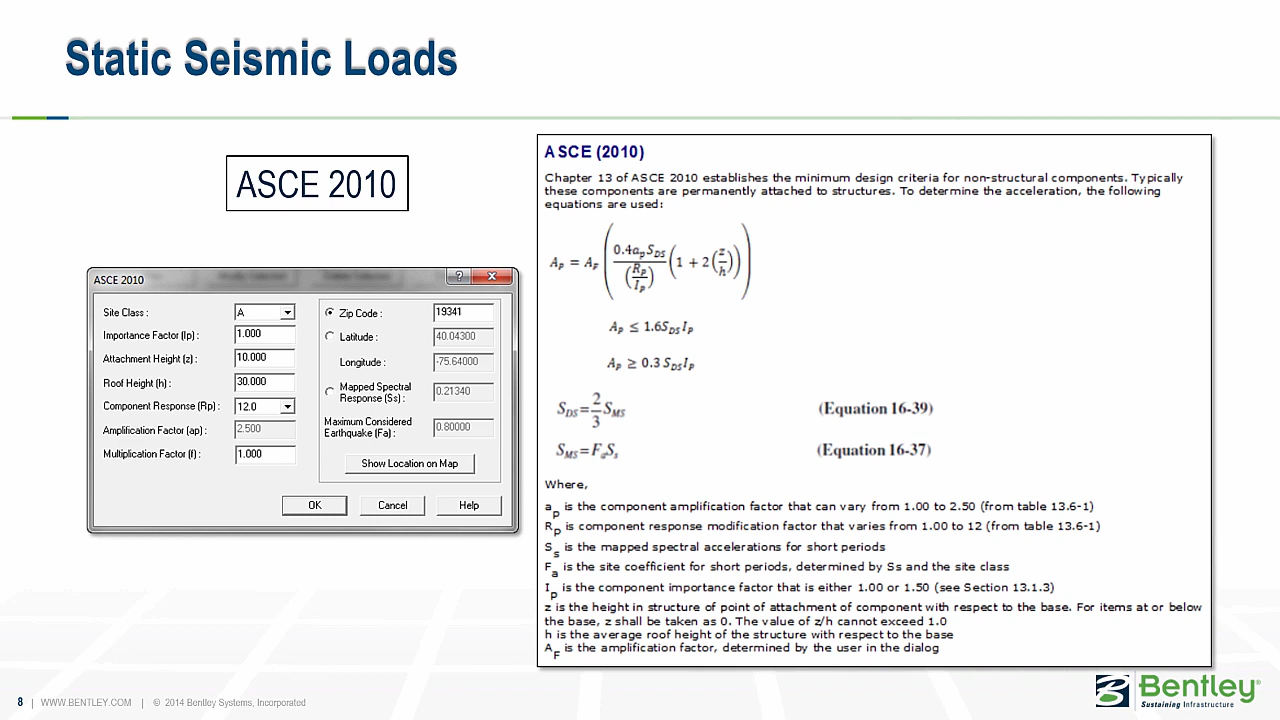 Static Seismic Loads
ASCE 2010
ASCE 2010
Site Class : A
Importance Factor (Ip) : 1.000
Attachment Height (z) : 10.000
Roof Height (h) : 30.000
Component Response (Rp) : 12.0
Amplification Factor (ap) : 2.500
Multiplication Factor (f) : 1.000
Zip Code : 19341
Latitude : 40.04300
Longitude : -75.64000
Mapped Spectral
Response (Ss) : 0.21340
Maximum Considered
Earthquake (Fa) : 0.80000
Show Location on Map
OK Cancel Help
ASCE (2010)
Chapter 13 of ASCE 2010 establishes the minimum design criteria for non-structural components. Typically
these components are permanently attached to structures. To determine the acceleration, the following
equations are used:
A_P = A_F ( 0.4a_pS_DS / (R_p/I_p) (1 + 2(z/h)) )
A_P ≤ 1.6S_DS I_p
A_P ≥ 0.3 S_DS I_p
S_DS = 2/3 S_MS (Equation 16-39)
S_MS = F_a S_s (Equation 16-37)
Where,
a_p is the component amplification factor that can vary from 1.00 to 2.50 (from table 13.6-1)
R_p is component response modification factor that varies from 1.00 to 12 (from table 13.6-1)
S_s is the mapped spectral accelerations for short periods
F_a is the site coefficient for short periods, determined by Ss and the site class
I_p is the component importance factor that is either 1.00 or 1.50 (see Section 13.1.3)
z is the height in structure of point of attachment of component with respect to the base. For items at or below
the base, z shall be taken as 0. The value of z/h cannot exceed 1.0
h is the average roof height of the structure with respect to the base
A_F is the amplification factor, determined by the user in the dialog
8 | WWW.BENTLEY.COM | © 2014 Bentley Systems, Incorporated
Bentley®
Sustaining Infrastructure